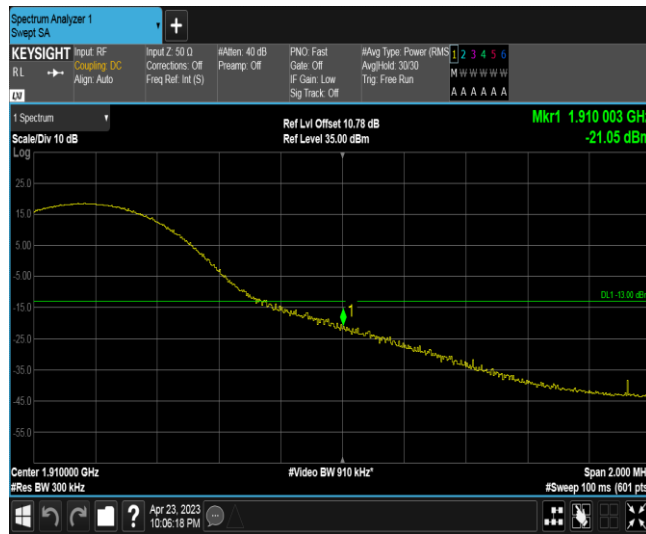 Spectrum Analyzer 1
Swept SA
+
KEYSIGHT
RL
LXI
Input: RF
Coupling: DC
Align: Auto
Input Z: 50 Ω
Corrections: Off
Freq Ref: Int (S)
#Atten: 40 dB
Preamp: Off
PNO: Fast
Gate: Off
IF Gain: Low
Sig Track: Off
#Avg Type: Power (RMS
Avg|Hold: 30/30
Trig: Free Run
1 2 3 4 5 6
M W W W W W
A A A A A A
1 Spectrum
Scale/Div 10 dB
Log
Ref Lvl Offset 10.78 dB
Ref Level 35.00 dBm
Mkr1 1.910 003 GHz
-21.05 dBm
25.0
15.0
5.00
-5.00
-15.0
-25.0
-35.0
-45.0
-55.0
1
DL1 -13.00 dBm
Center 1.910000 GHz
#Res BW 300 kHz
#Video BW 910 kHz*
Span 2.000 MH
#Sweep 100 ms (601 pts
?
Apr 23, 2023
10:06:18 PM